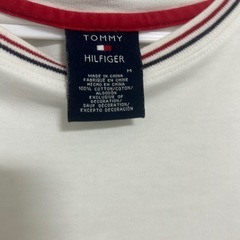 TOMMY
HILFIGER
M
MADE IN CHINA
FABRIQUÉ EN CHINE
HECHO EN CHINA
100% COTTON/COTON/
ALGODÓN
EXCLUSIVE OF
DECORATION/
SAUF DÉCORATION/
EXCEPTO DECORACIÓN